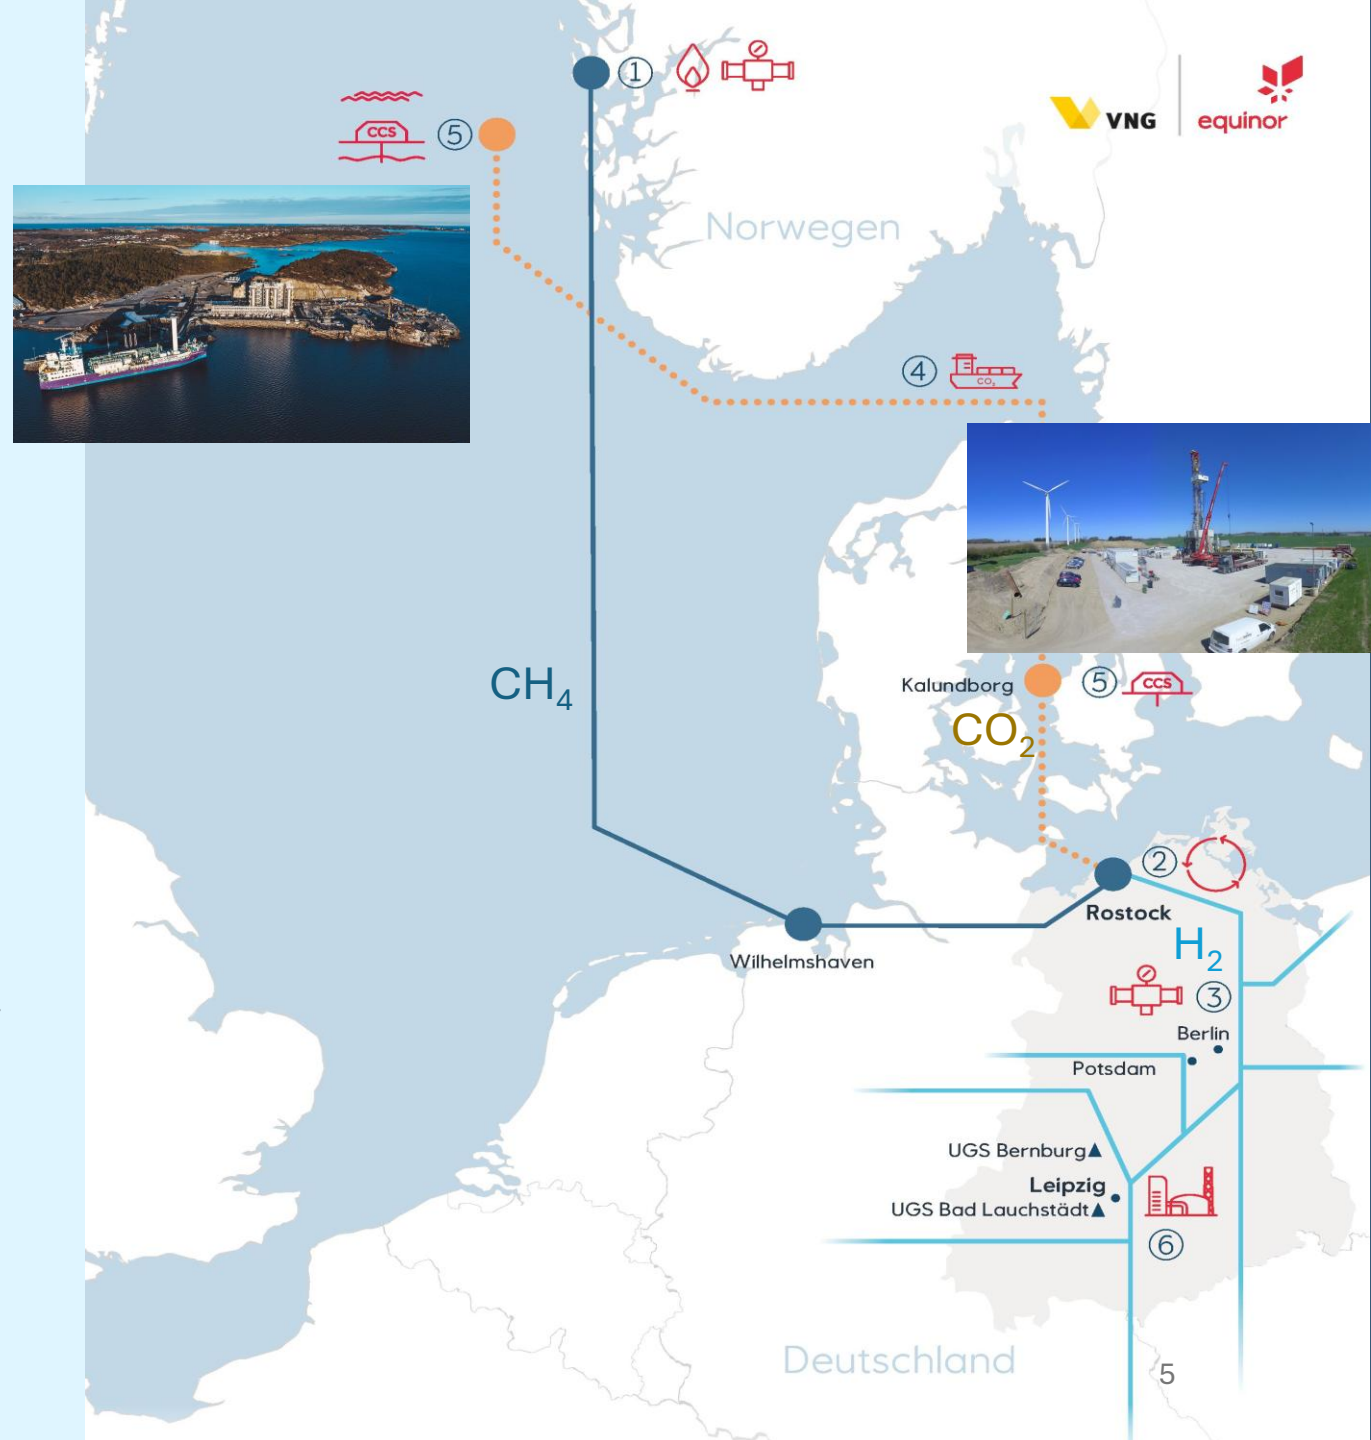 ①
CCS
⑤
VNG
equinor
Norwegen
④
CO₂
CH₄
Kalundborg
⑤
CCS
CO₂
②
Rostock
H₂
Wilhelmshaven
③
Berlin
Potsdam
UGS Bernburg
Leipzig
UGS Bad Lauchstädt
⑥
Deutschland
5